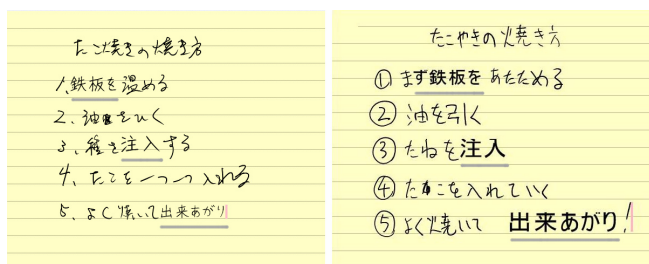 たこ焼きの焼き方
1、鉄板を温める
2、油をひく
3、種を注入する
4、たこを一つ一つ入れる
5、よく焼いて出来あがり
たこやきの焼き方
① まず鉄板をあたためる
② 油を引く
③ たねを注入
④ たこを入れていく
⑤ よく焼いて 出来あがり!